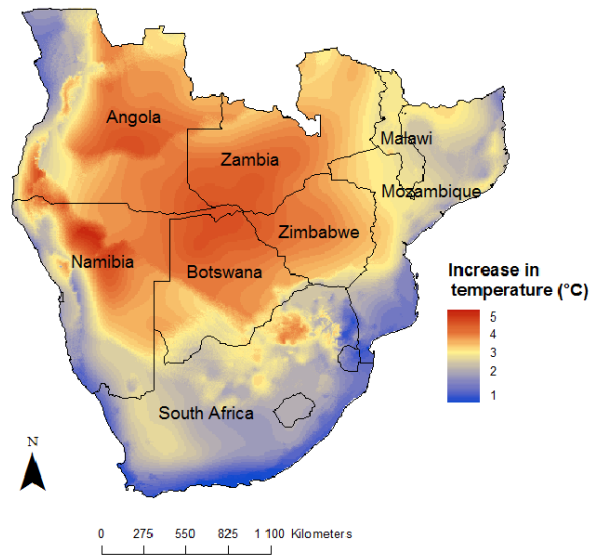 Angola
Zambia
Malawi
Mozambique
Zimbabwe
Namibia
Botswana
South Africa
Increase in
temperature (°C)
5
4
3
2
1
N
0 275 550 825 1 100 Kilometers